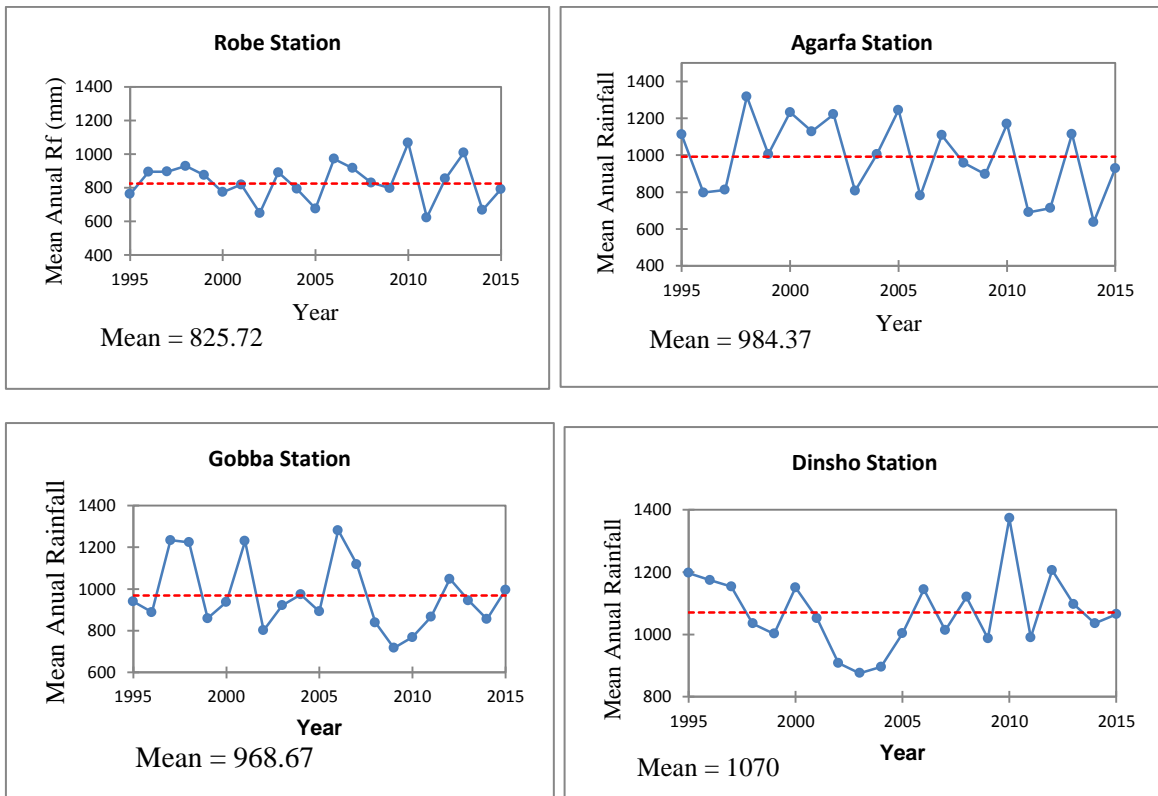 Robe Station
Mean Anual Rf (mm)
1400
1200
1000
800
600
400
1995 2000 2005 2010 2015
Year
Mean = 825.72
Agarfa Station
Mean Anual Rainfall
1400
1200
1000
800
600
400
1995 2000 2005 2010 2015
Year
Mean = 984.37
Gobba Station
Mean Anual Rainfall
1400
1200
1000
800
600
1995 2000 2005 2010 2015
Year
Mean = 968.67
Dinsho Station
Mean Anual Rainfall
1400
1200
1000
800
1995 2000 2005 2010 2015
Year
Mean = 1070